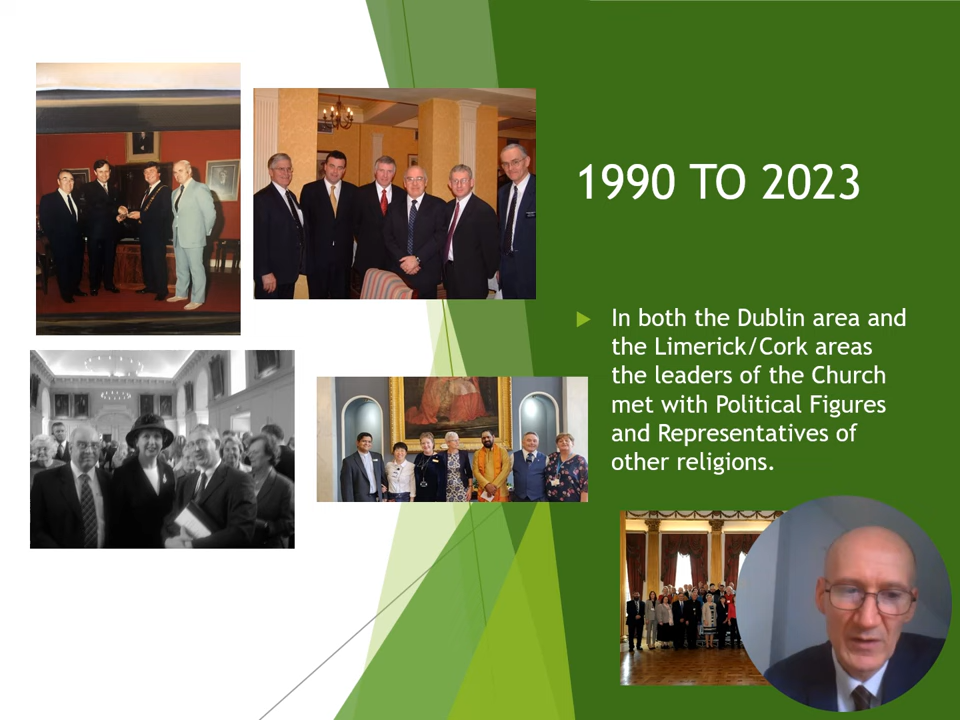 1990 TO 2023
In both the Dublin area and
the Limerick/Cork areas
the leaders of the Church
met with Political Figures
and Representatives of
other religions.